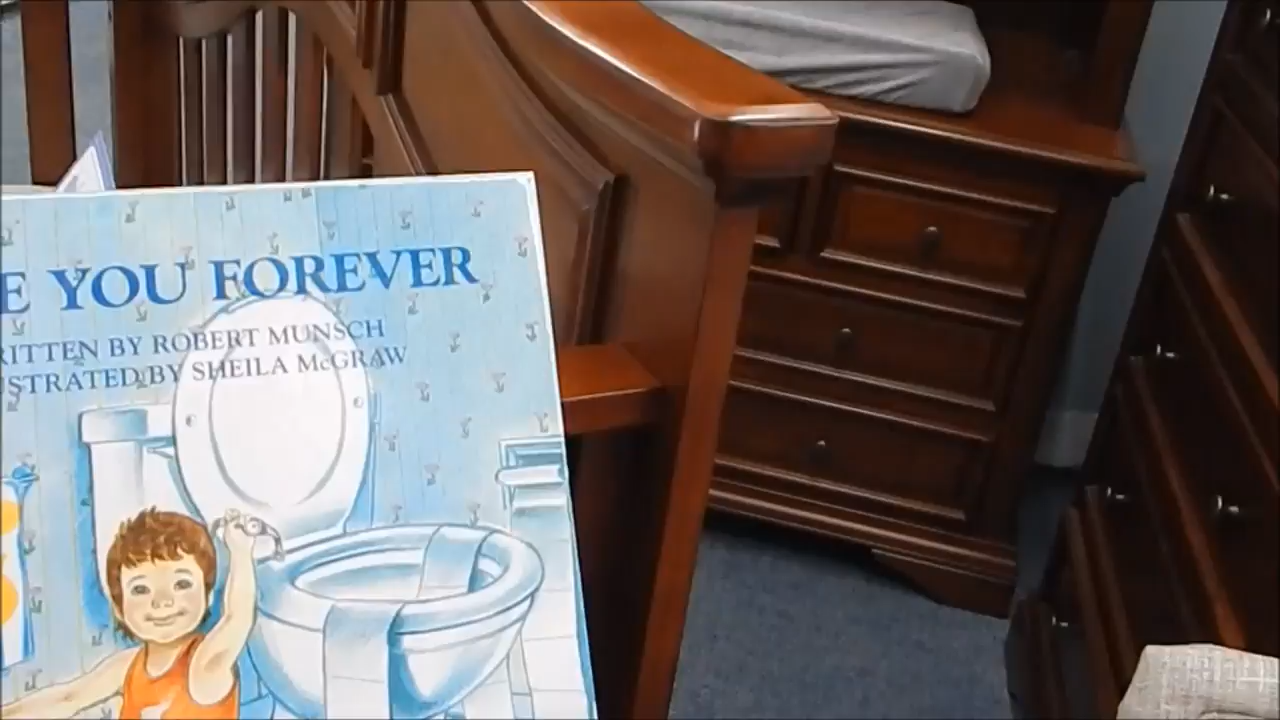 E YOU FOREVER
RITTEN BY ROBERT MUNSCH
USTRATED BY SHEILA McGRAW